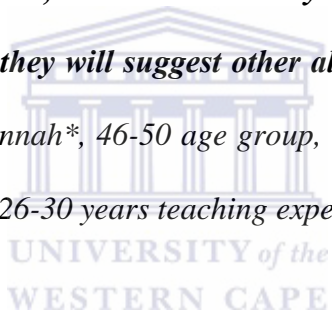 they will suggest other al
nnah*, 46-50 age group,
26-30 years teaching expe
UNIVERSITY of the
WESTERN CAPE